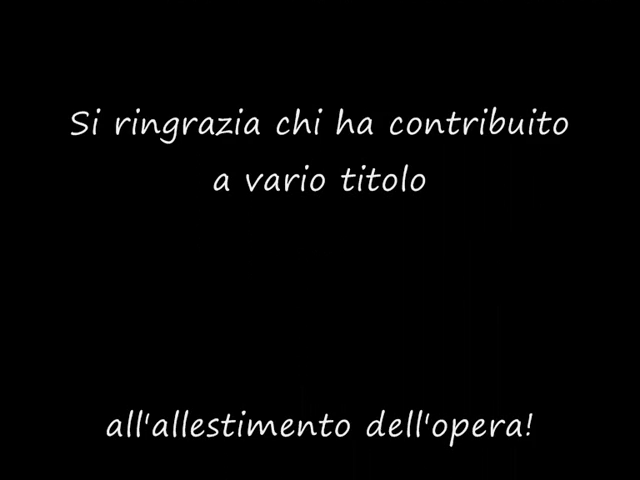 Si ringrazia chi ha contribuito
a vario titolo
all'allestimento dell'opera!